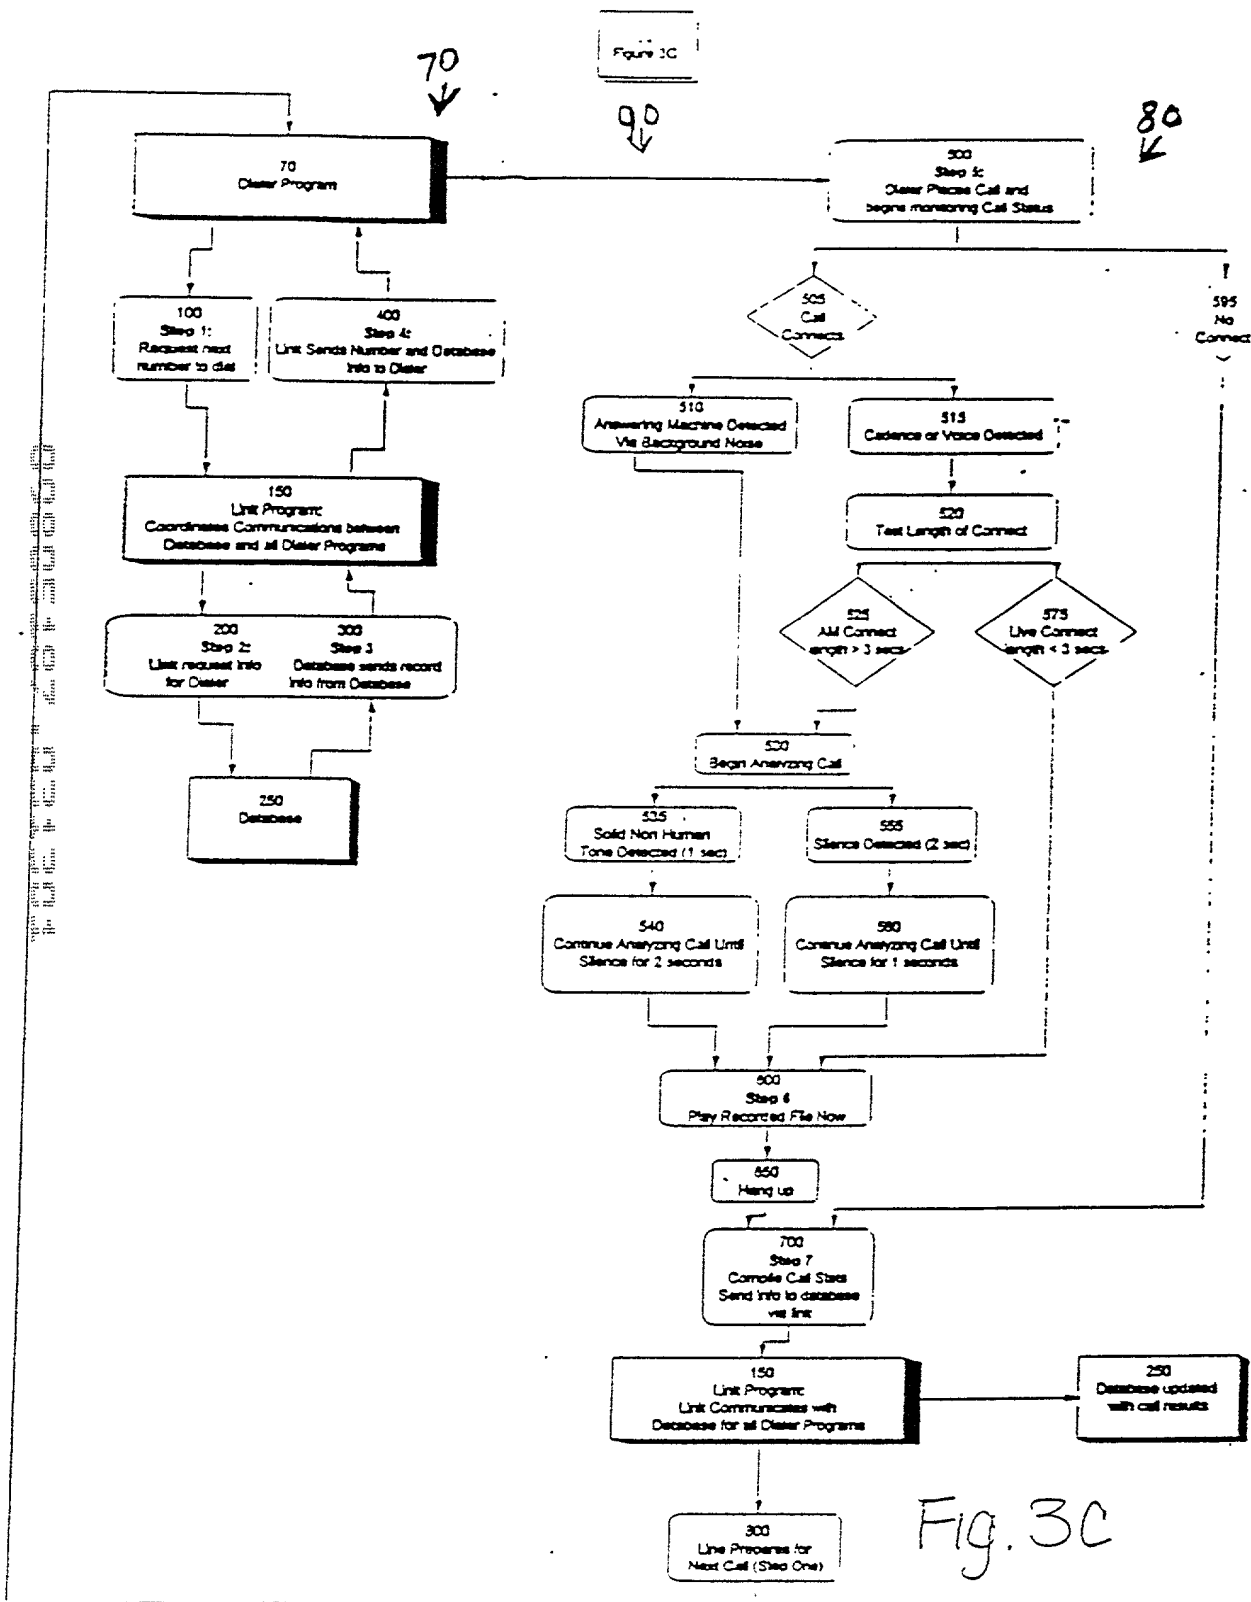 Figure 3C
70
90
80
70
Dialer Program
500
Step 5:
Dialer Places Call and
begins monitoring Call Status
100
Step 1:
Request next
number to dial
400
Step 4:
Link Sends Number and Database
Info to Dialer
505
Call
Connects
595
No
Connect
510
Answering Machine Detected
Via Background Noise
515
Cadence or Voice Detected
150
Link Program:
Coordinates Communications between
Database and all Dialer Programs
520
Test Length of Connect
200
Step 2:
Link request info
for Dialer
300
Step 3
Database sends record
info from Database
525
AM Connect
length > 3 secs
575
Live Connect
length < 3 secs
530
Begin Analyzing Call
250
Database
535
Solid Non Human
Tone Detected (1 sec)
555
Silence Detected (2 sec)
540
Continue Analyzing Call Until
Silence for 2 seconds
560
Continue Analyzing Call Until
Silence for 1 seconds
600
Step 6
Play Recorded File Now
650
Hang up
700
Step 7
Compile Call Stats
Send Info to database
via link
150
Link Program:
Link Communicates with
Database for all Dialer Programs
250
Database updated
with call results
Line Prepares for
Next Call (Step One)
Fig. 3C